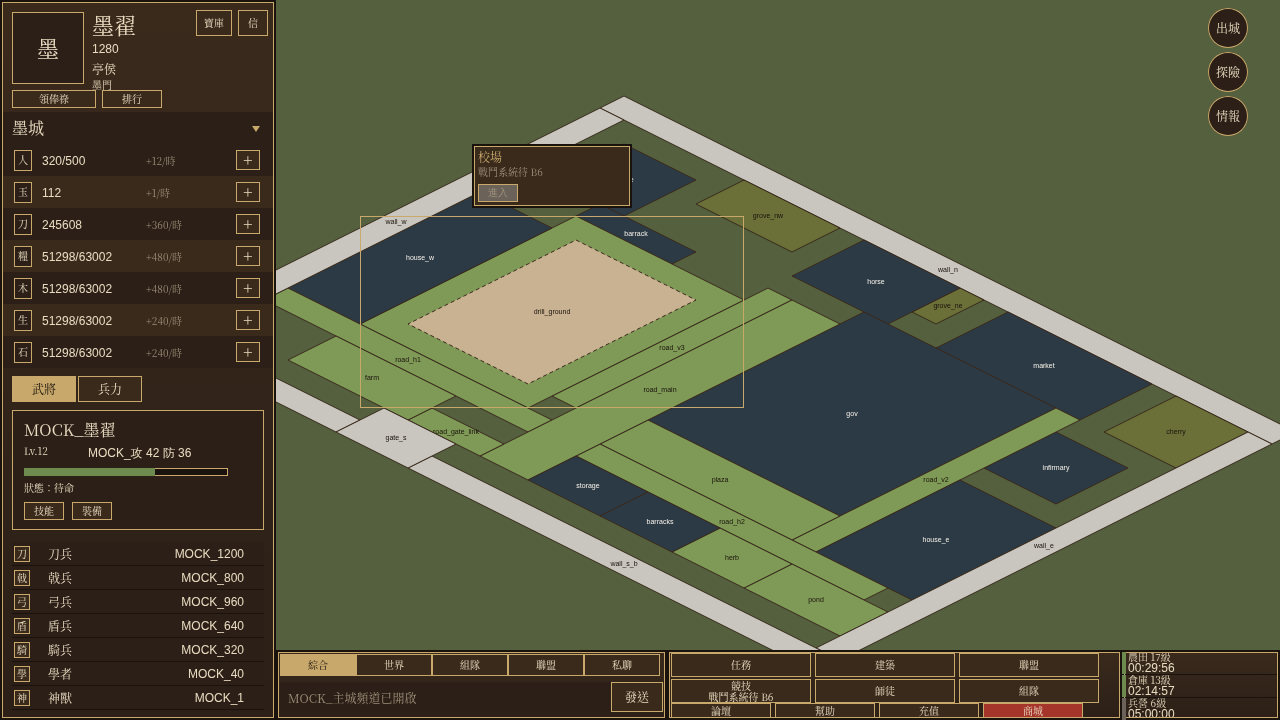 墨
墨翟
1280
亭侯
墨門
寶庫
信
領俸祿
排行
墨城
人 320/500 +12/時 +
玉 112 +1/時 +
刀 245608 +360/時 +
糧 51298/63002 +480/時 +
木 51298/63002 +480/時 +
生 51298/63002 +240/時 +
石 51298/63002 +240/時 +
武將
兵力
MOCK_墨翟
Lv.12 MOCK_攻 42 防 36
狀態：待命
技能
裝備
刀 刀兵 MOCK_1200
戟 戟兵 MOCK_800
弓 弓兵 MOCK_960
盾 盾兵 MOCK_640
騎 騎兵 MOCK_320
學 學者 MOCK_40
神 神獸 MOCK_1
校場
戰鬥系統待 B6
進入
出城
探險
情報
wall_w
house_w
barrack
grove_nw
horse
wall_n
grove_ne
drill_ground
road_v3
road_h1
farm
road_main
market
gov
gate_s
road_gate_link
cherry
infirmary
plaza
storage
road_v2
barracks
road_h2
house_e
wall_e
herb
wall_s_b
pond
綜合
世界
組隊
聯盟
私聊
MOCK_主城頻道已開啟
發送
任務
建築
聯盟
競技
戰鬥系統待 B6
師徒
組隊
論壇
幫助
充值
商城
農田 17級
00:29:56
倉庫 13級
02:14:57
兵營 6級
05:00:00